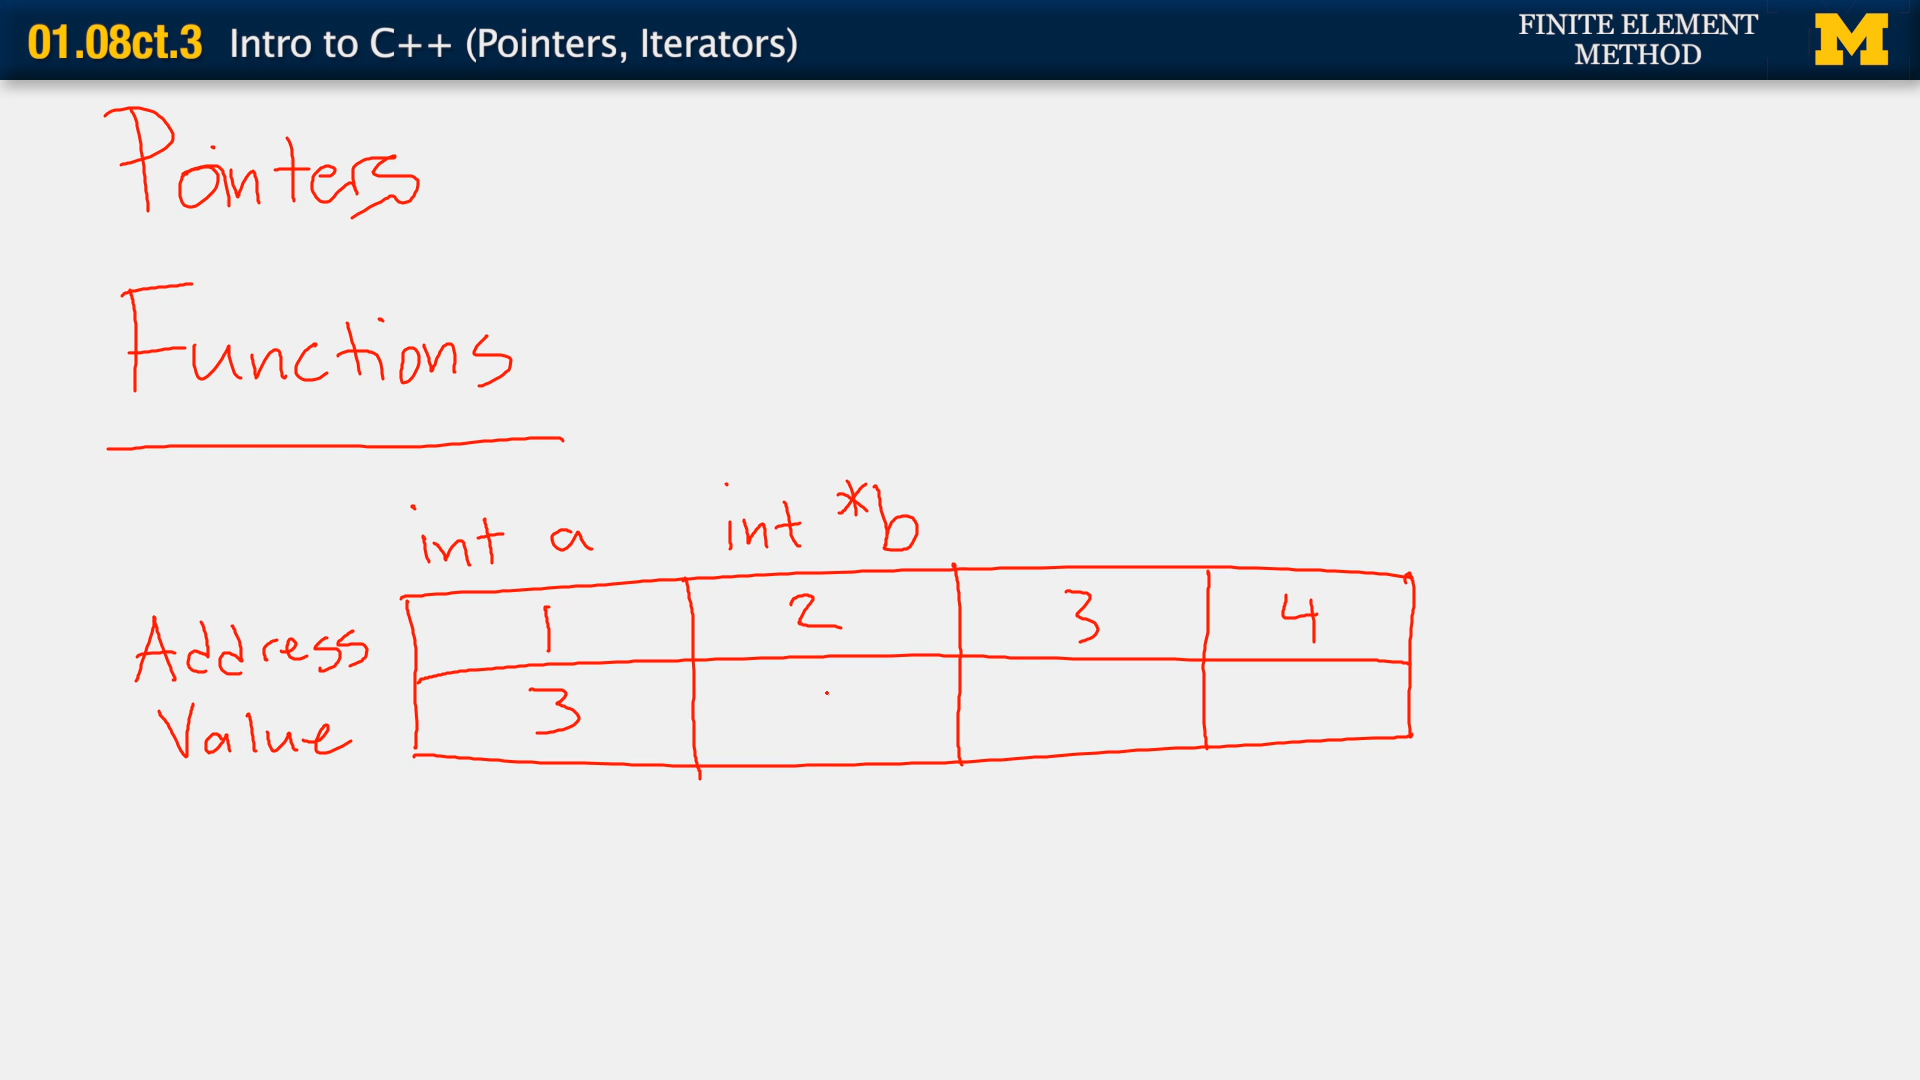 01.08ct.3 Intro to C++ (Pointers, Iterators)
FINITE ELEMENT
METHOD
M
Pointers
Functions
int a int *b
Address 1 2 3 4
Value 3